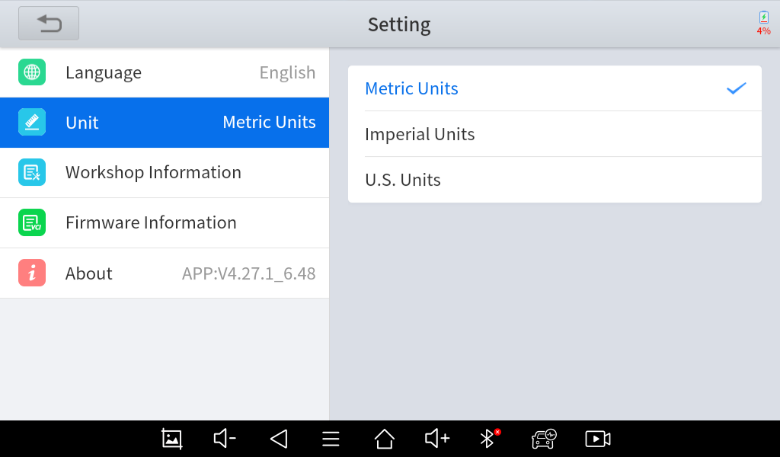 Setting
4%
Language English
Unit Metric Units
Workshop Information
Firmware Information
VCI
About APP:V4.27.1_6.48
Metric Units
Imperial Units
U.S. Units